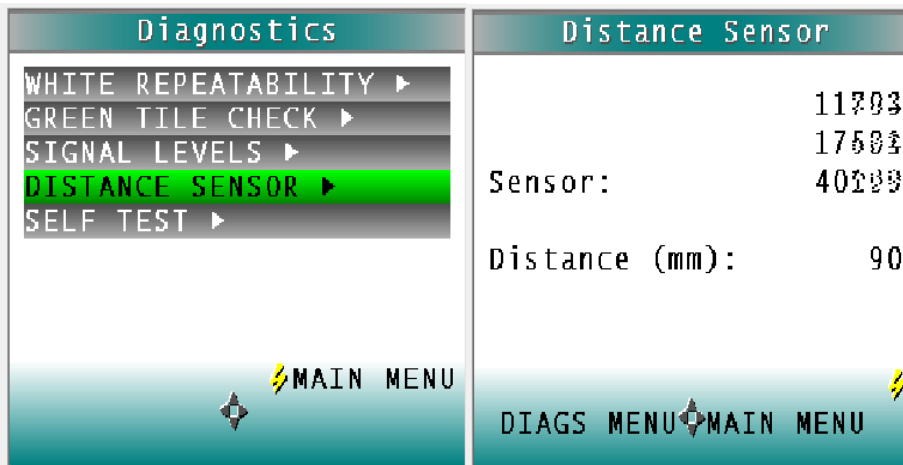 Diagnostics
WHITE REPEATABILITY ▶
GREEN TILE CHECK ▶
SIGNAL LEVELS ▶
DISTANCE SENSOR ▶
SELF TEST ▶
MAIN MENU
Distance Sensor
Sensor:
Distance (mm): 90
DIAGS MENU MAIN MENU